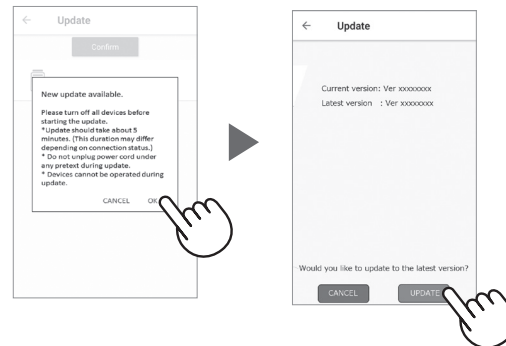 ← Update
Confirm
New update available.
Please turn off all devices before
starting the update.
*Update should take about 5
minutes. (This duration may differ
depending on connection status.)
* Do not unplug power cord under
any pretext during update.
* Devices cannot be operated during
update.
CANCEL OK
← Update
Current version: Ver xxxxxxxx
Latest version : Ver xxxxxxxx
Would you like to update to the latest version?
CANCEL UPDATE